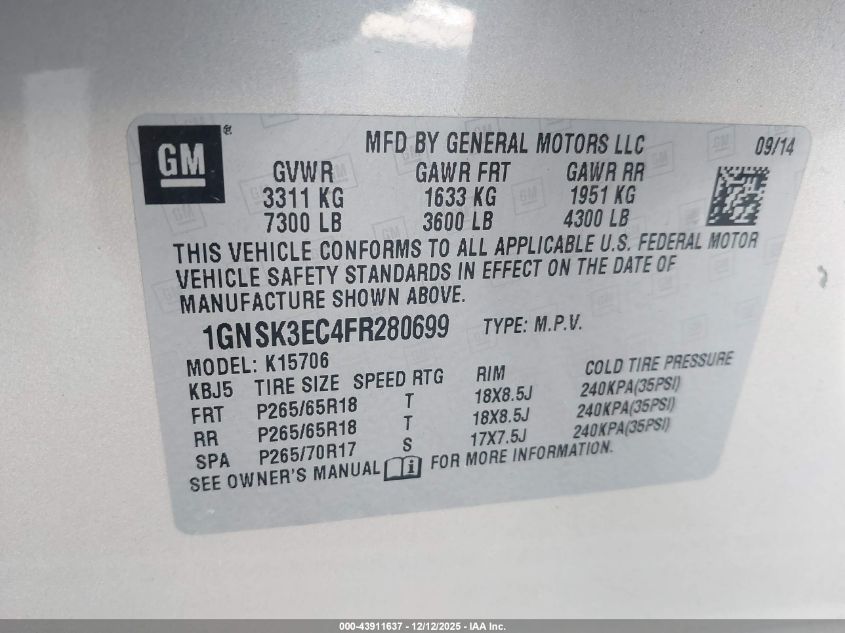 GM®
MFD BY GENERAL MOTORS LLC 09/14
GVWR GAWR FRT GAWR RR
3311 KG 1633 KG 1951 KG
7300 LB 3600 LB 4300 LB
THIS VEHICLE CONFORMS TO ALL APPLICABLE U.S. FEDERAL MOTOR
VEHICLE SAFETY STANDARDS IN EFFECT ON THE DATE OF
MANUFACTURE SHOWN ABOVE.
1GNSK3EC4FR280699 TYPE: M.P.V.
MODEL: K15706
KBJ5 TIRE SIZE SPEED RTG RIM COLD TIRE PRESSURE
FRT P265/65R18 T 18X8.5J 240KPA(35PSI)
RR P265/65R18 T 18X8.5J 240KPA(35PSI)
SPA P265/70R17 S 17X7.5J 240KPA(35PSI)
SEE OWNER'S MANUAL i FOR MORE INFORMATION.
000-43911637 - 12/12/2025 - IAA Inc.